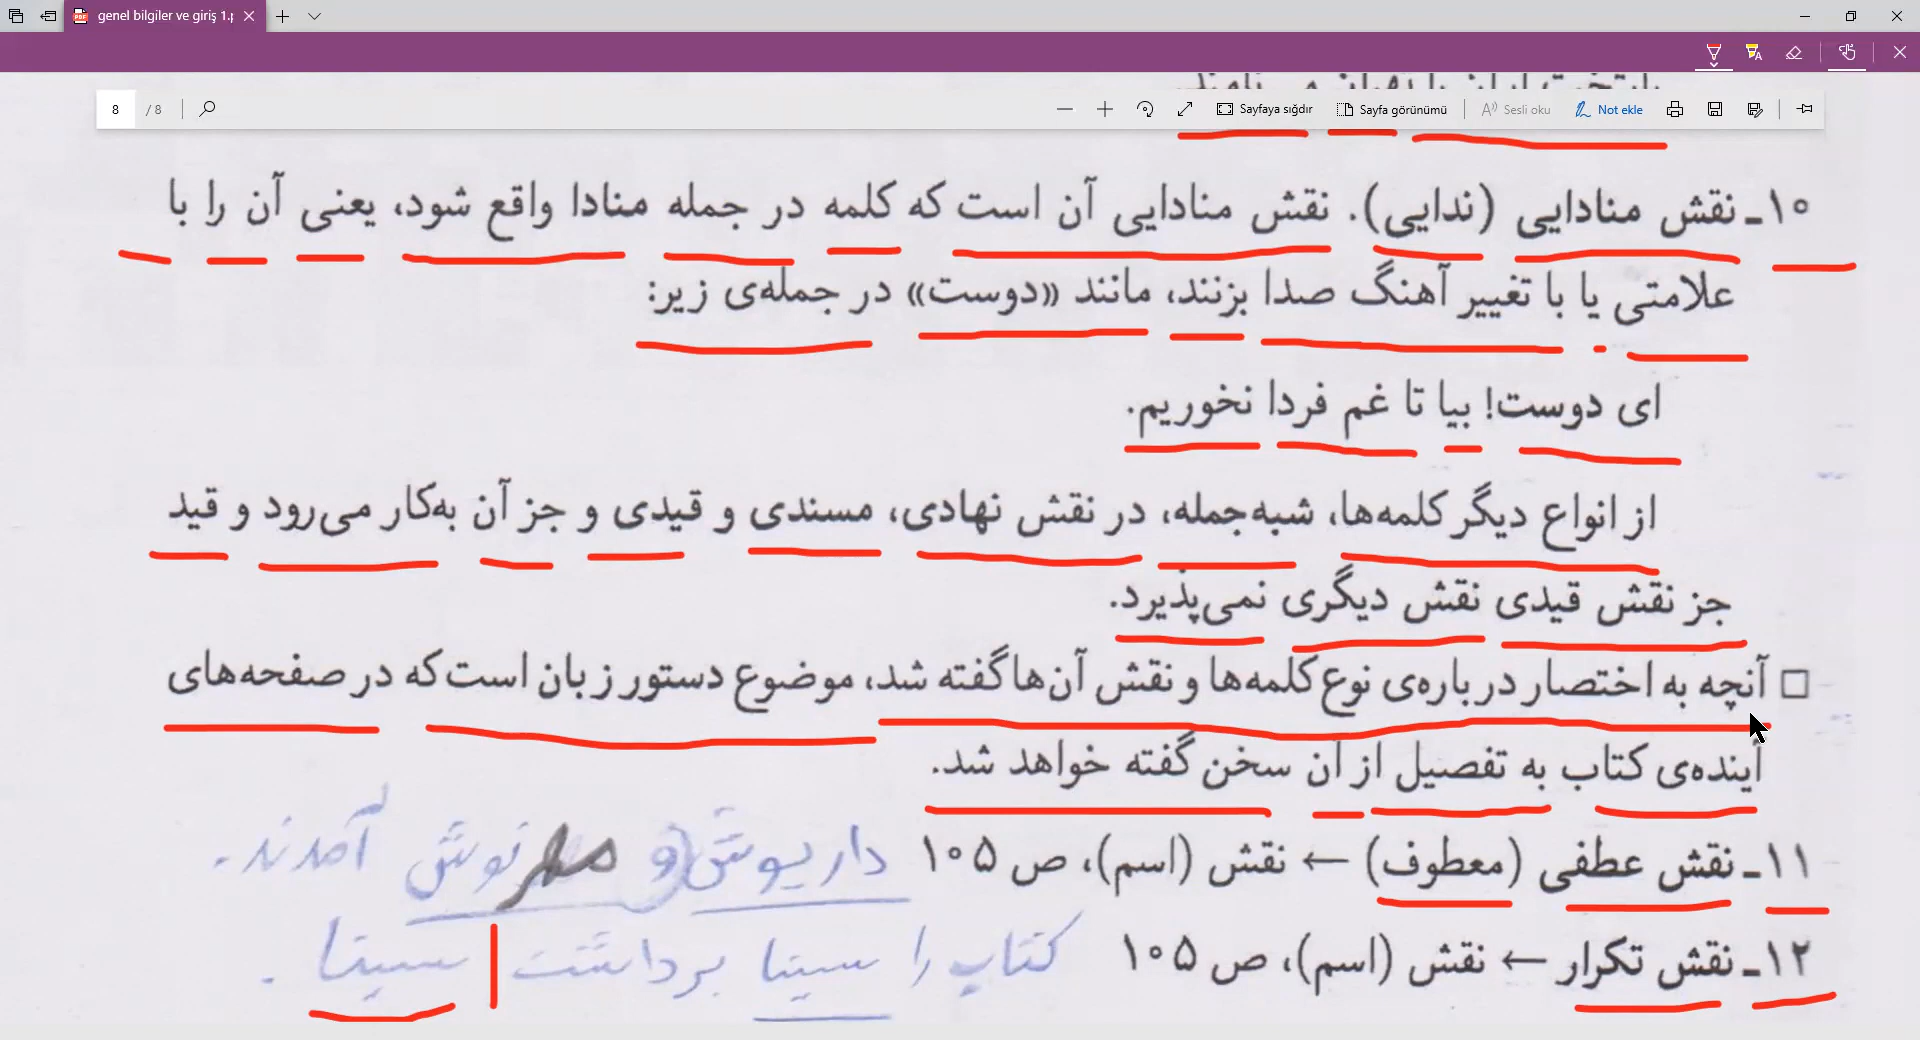 genel bilgiler ve giriş 1.p
8 / 8
Sayfaya sığdır
Sayfa görünümü
Sesli oku
Not ekle
۱۰ـ نقش منادایی (ندایی). نقش منادایی آن است که کلمه در جمله منادا واقع شود، یعنی آن را با
علامتی یا با تغییر آهنگ صدا بزنند، مانند «دوست» در جمله‌ی زیر:
ای دوست! بیا تا غم فردا نخوریم.
از انواع دیگر کلمه‌ها، شبه‌جمله، در نقش نهادی، مسندی و قیدی و جز آن به‌کار می‌رود و قید
جز نقش قیدی نقش دیگری نمی‌پذیرد.
□ آنچه به اختصار درباره‌ی نوع کلمه‌ها و نقش آن‌ها گفته شد، موضوع دستور زبان است که در صفحه‌های
آینده‌ی کتاب به تفصیل از آن سخن گفته خواهد شد.
۱۱ـ نقش عطفی (معطوف) ← نقش (اسم)، ص ۱۰۵ داریوش و مهرنوش آمدند.
۱۲ـ نقش تکرار ← نقش (اسم)، ص ۱۰۵ کتاب را سینا برداشت سینا.